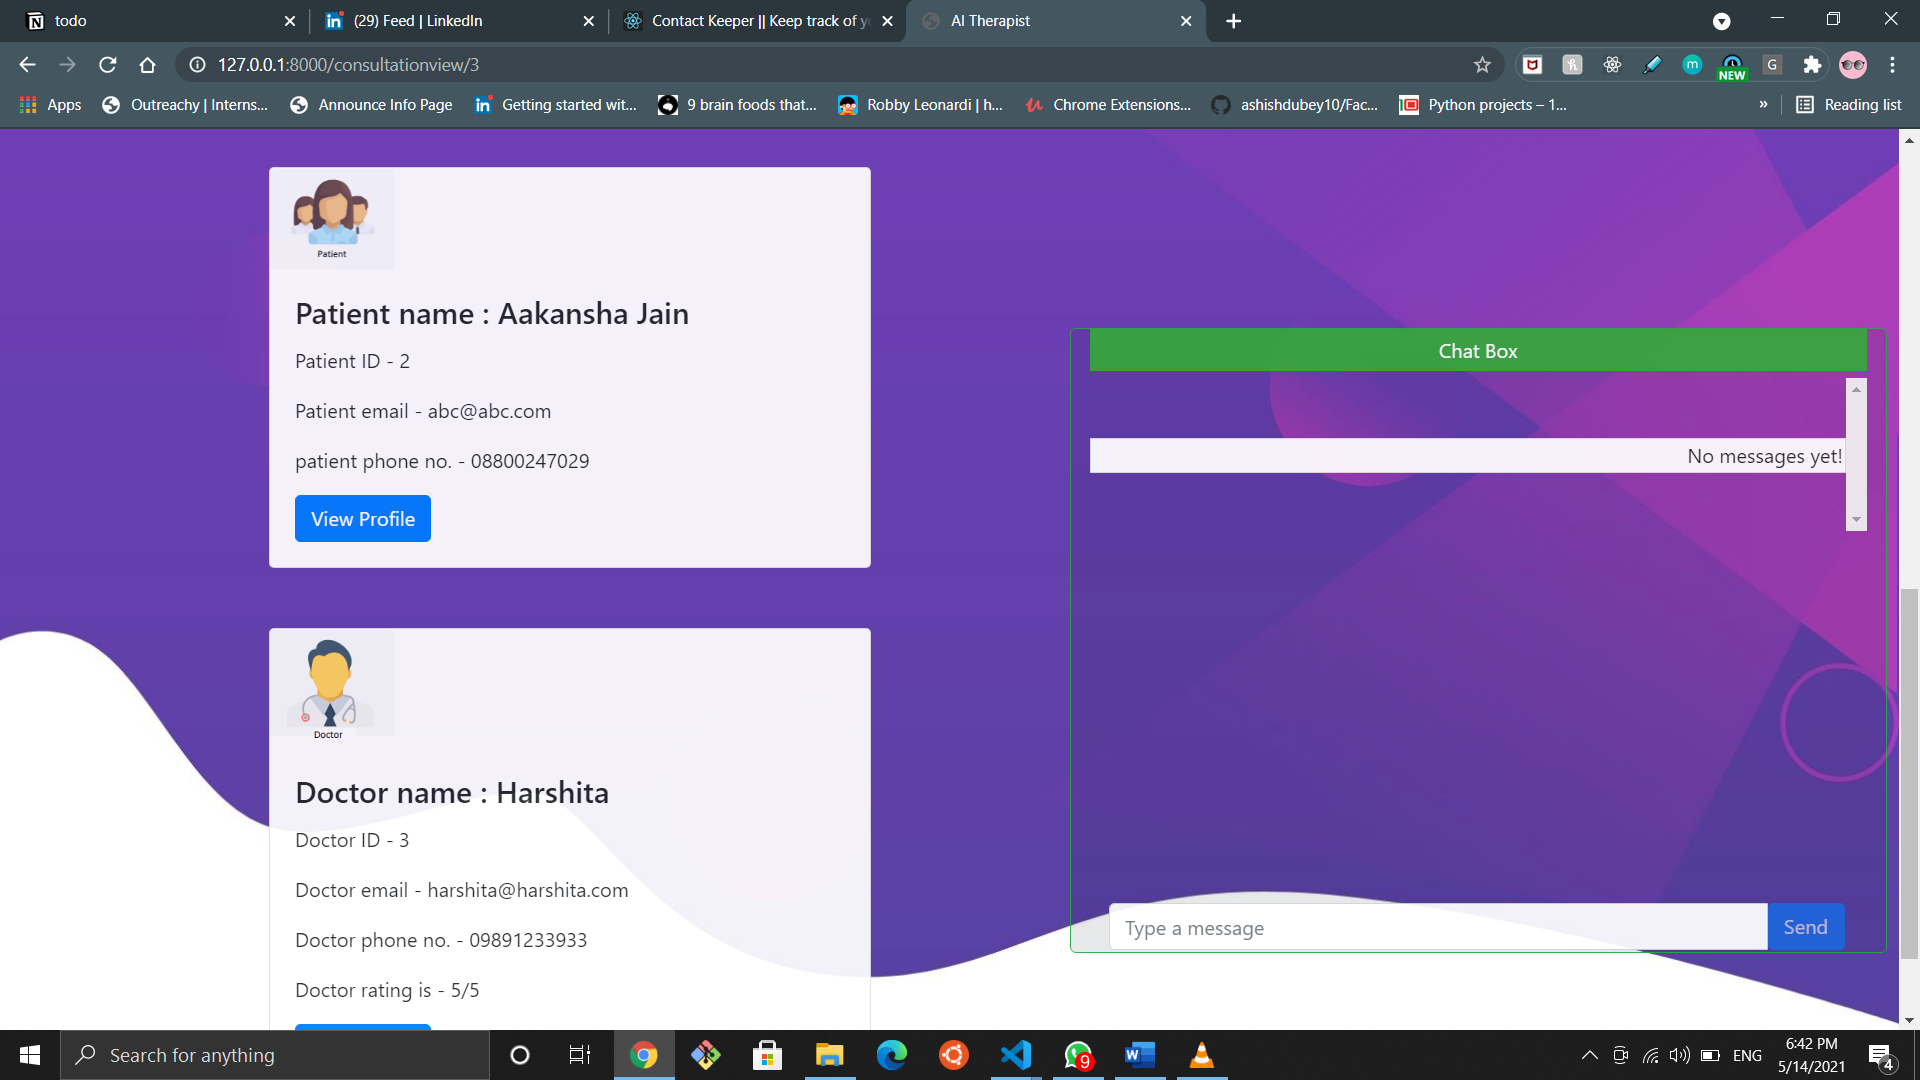 todo
(29) Feed | LinkedIn
Contact Keeper || Keep track of yo
AI Therapist
127.0.0.1:8000/consultationview/3
NEW
G
m
Apps
Outreachy | Interns...
Announce Info Page
Getting started wit...
9 brain foods that...
Robby Leonardi | h...
Chrome Extensions...
ashishdubey10/Fac...
Python projects – 1...
»
Reading list
Patient
Patient name : Aakansha Jain
Patient ID - 2
Patient email - abc@abc.com
patient phone no. - 08800247029
View Profile
Chat Box
No messages yet!
Doctor
Doctor name : Harshita
Doctor ID - 3
Doctor email - harshita@harshita.com
Doctor phone no. - 09891233933
Doctor rating is - 5/5
Type a message
Send
Search for anything
9
ENG
6:42 PM
5/14/2021
4